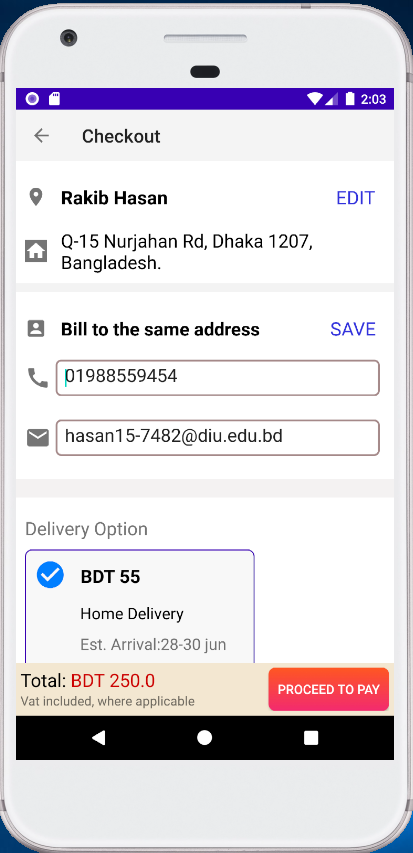 2:03
Checkout
Rakib Hasan EDIT
Q-15 Nurjahan Rd, Dhaka 1207,
Bangladesh.
Bill to the same address SAVE
01988559454
hasan15-7482@diu.edu.bd
Delivery Option
BDT 55
Home Delivery
Est. Arrival:28-30 jun
Total: BDT 250.0
PROCEED TO PAY
Vat included, where applicable